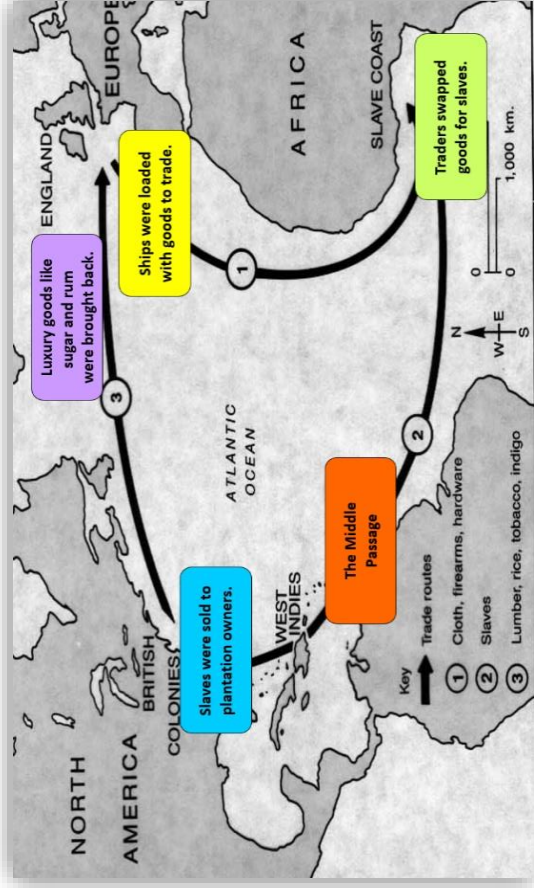 NORTH
AMERICA
BRITISH
COLONIES
ENGLAND
EUROPE
Luxury goods like
sugar and rum
were brought back.
Ships were loaded
with goods to trade.
Slaves were sold to
plantation owners.
ATLANTIC
OCEAN
AFRICA
SLAVE COAST
WEST
INDIES
The Middle
Passage
Traders swapped
goods for slaves.
1
2
3
Key
Trade routes
1 Cloth, firearms, hardware
2 Slaves
3 Lumber, rice, tobacco, indigo
N
W E
S
0
0 1,000 km.